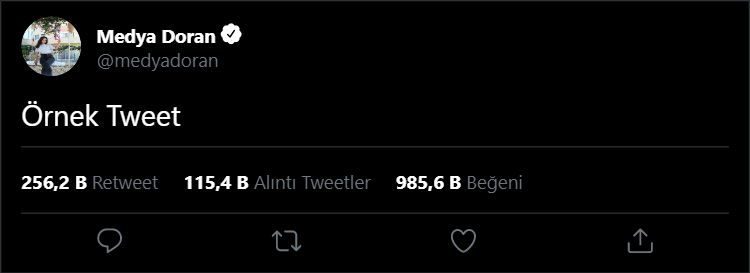 Medya Doran
@medyadoran
Örnek Tweet
256,2 B Retweet 115,4 B Alıntı Tweetler 985,6 B Beğeni